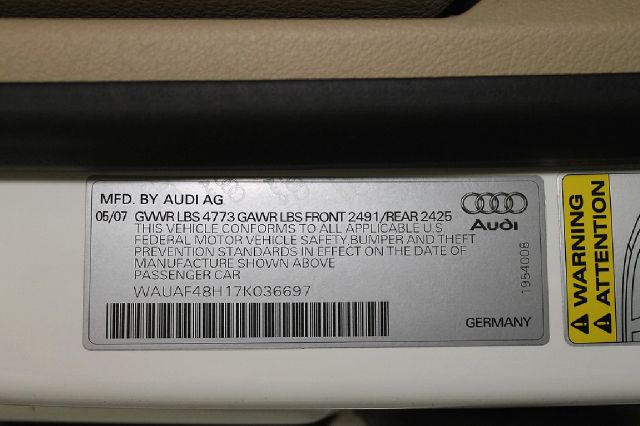 MFD. BY AUDI AG
05/07 GVWR LBS 4773 GAWR LBS FRONT 2491/REAR 2425
THIS VEHICLE CONFORMS TO ALL APPLICABLE U.S.
FEDERAL MOTOR VEHICLE SAFETY,BUMPER AND THEFT
PREVENTION STANDARDS IN EFFECT ON THE DATE OF
MANUFACTURE SHOWN ABOVE
PASSENGER CAR
WAUAF48H17K036697
Audi
1954008
GERMANY
WARNING
ATTENTION